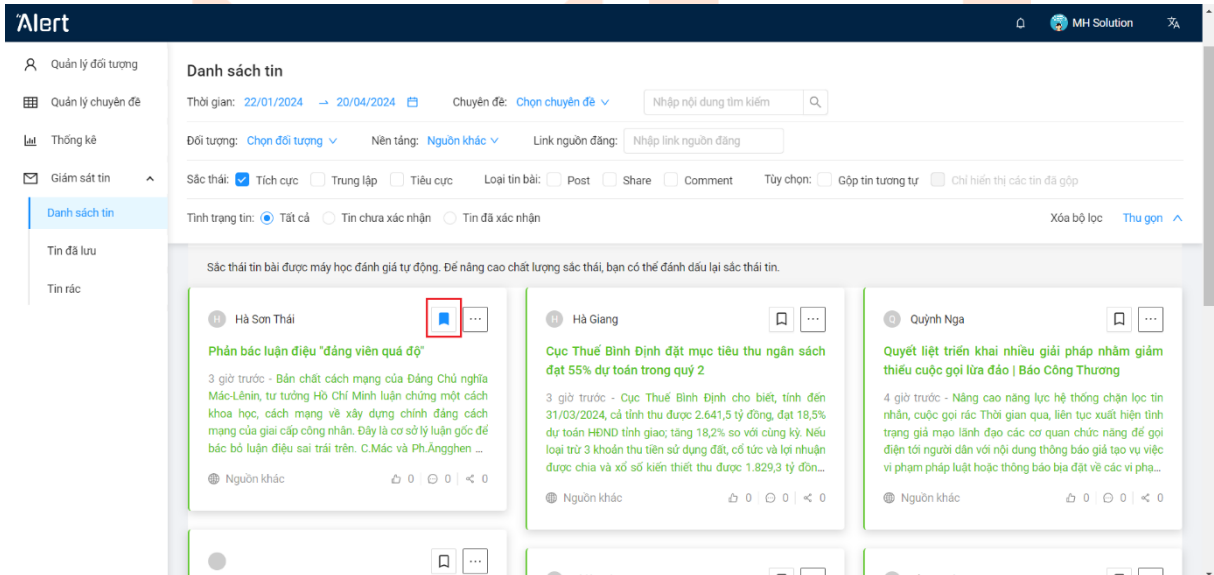 Alert
MH Solution
Quản lý đối tượng
Quản lý chuyên đề
Thống kê
Giám sát tin
Danh sách tin
Tin đã lưu
Tin rác
Danh sách tin
Thời gian: 22/01/2024 → 20/04/2024 Chuyên đề: Chọn chuyên đề Nhập nội dung tìm kiếm
Đối tượng: Chọn đối tượng Nền tảng: Nguồn khác Link nguồn đăng: Nhập link nguồn đăng
Sắc thái: Tích cực Trung lập Tiêu cực Loại tin bài: Post Share Comment Tùy chọn: Gộp tin tương tự Chỉ hiển thị các tin đã gộp
Tình trạng tin: Tất cả Tin chưa xác nhận Tin đã xác nhận Xóa bộ lọc Thu gọn
Sắc thái tin bài được máy học đánh giá tự động. Để nâng cao chất lượng sắc thái, bạn có thể đánh dấu lại sắc thái tin.
H Hà Sơn Thái
Phản bác luận điệu "đảng viên quá độ"
3 giờ trước - Bản chất cách mạng của Đảng Chủ nghĩa
Mác-Lênin, tư tưởng Hồ Chí Minh luận chứng một cách
khoa học, cách mạng về xây dựng chính đảng cách
mạng của giai cấp công nhân. Đây là cơ sở lý luận gốc để
bác bỏ luận điệu sai trái trên. C.Mác và Ph.Ăngghen ...
Nguồn khác 0 0 0
H Hà Giang
Cục Thuế Bình Định đặt mục tiêu thu ngân sách
đạt 55% dự toán trong quý 2
3 giờ trước - Cục Thuế Bình Định cho biết, tính đến
31/03/2024, cả tỉnh thu được 2.641,5 tỷ đồng, đạt 18,5%
dự toán HĐND tỉnh giao; tăng 18,2% so với cùng kỳ. Nếu
loại trừ 3 khoản thu tiền sử dụng đất, cổ tức và lợi nhuận
được chia và xổ số kiến thiết thu được 1.829,3 tỷ đồn...
Nguồn khác 0 0 0
Q Quỳnh Nga
Quyết liệt triển khai nhiều giải pháp nhằm giảm
thiểu cuộc gọi lừa đảo | Báo Công Thương
4 giờ trước - Nâng cao năng lực hệ thống chặn lọc tin
nhắn, cuộc gọi rác Thời gian qua, liên tục xuất hiện tình
trạng giả mạo lãnh đạo các cơ quan chức năng để gọi
điện tới người dân với nội dung thông báo giả tạo vụ việc
vi phạm pháp luật hoặc thông báo bịa đặt về các vi phạ...
Nguồn khác 0 0 0